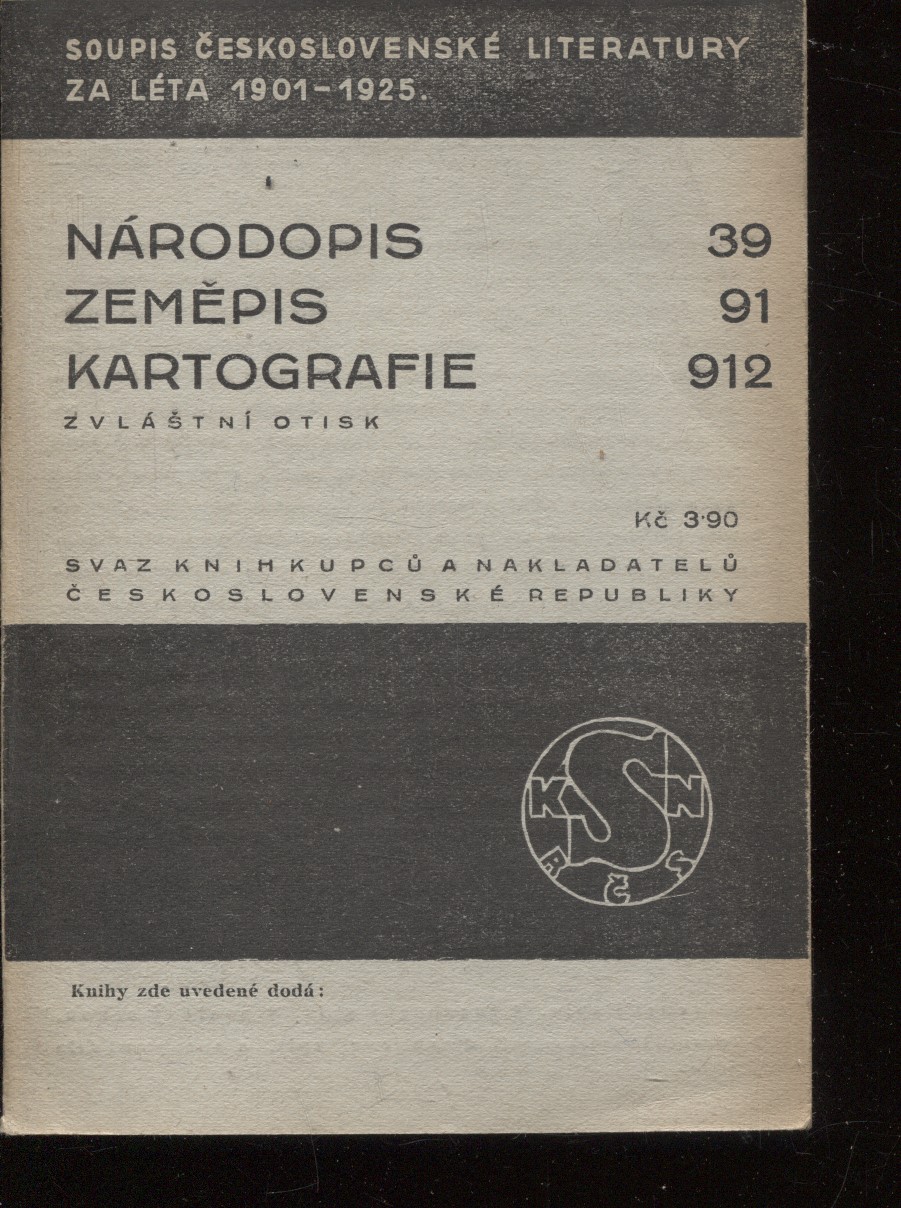 SOUPIS ČESKOSLOVENSKÉ LITERATURY
ZA LÉTA 1901-1925.
NÁRODOPIS 39
ZEMĚPIS 91
KARTOGRAFIE 912
ZVLÁŠTNÍ OTISK
Kč 3·90
SVAZ KNIHKUPCŮ A NAKLADATELŮ
ČESKOSLOVENSKÉ REPUBLIKY
K S N
R Č S
Knihy zde uvedené dodá: